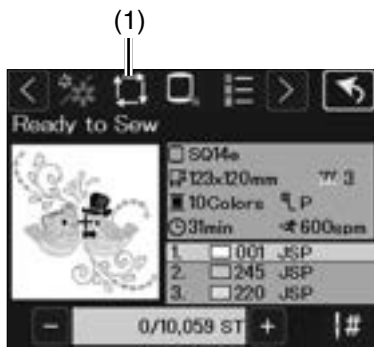 (1)
Ready to Sew
SQ14e
123x120mm 3
10Colors P
31min 600spm
1. 001 JSP
2. 245 JSP
3. 220 JSP
- 0/10,059 ST + #